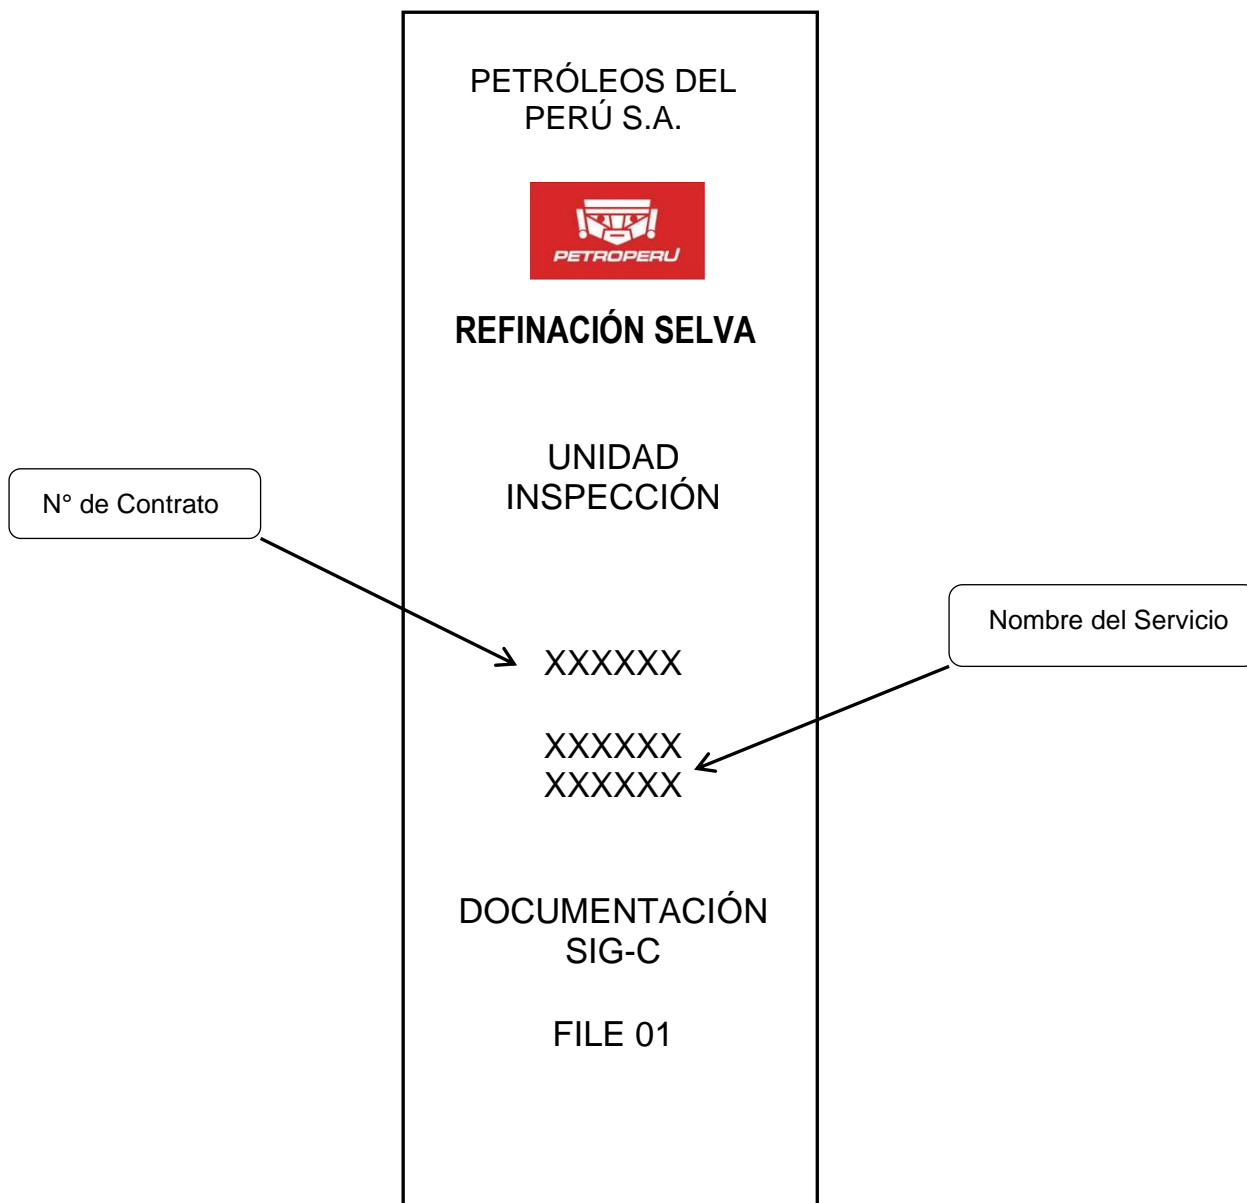 PETRÓLEOS DEL
PERÚ S.A.
PETROPERÚ
REFINACIÓN SELVA
UNIDAD
INSPECCIÓN
N° de Contrato
Nombre del Servicio
XXXXXX
XXXXXX
XXXXXX
DOCUMENTACIÓN
SIG-C
FILE 01